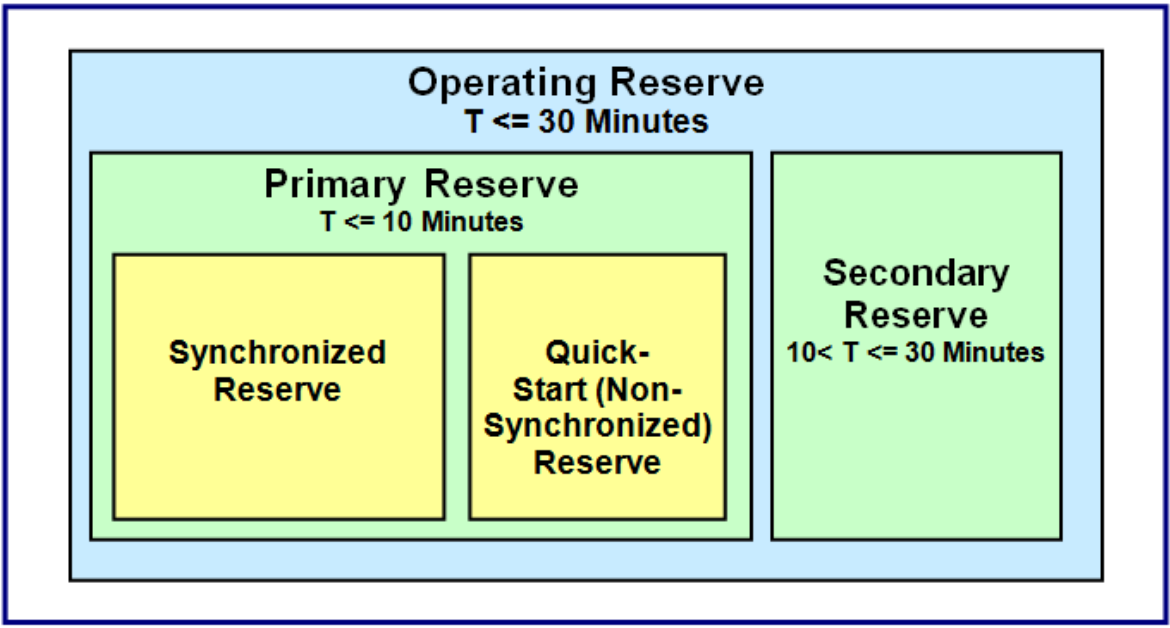 Operating Reserve
T <= 30 Minutes
Primary Reserve
T <= 10 Minutes
Synchronized
Reserve
Quick-
Start (Non-
Synchronized)
Reserve
Secondary
Reserve
10< T <= 30 Minutes